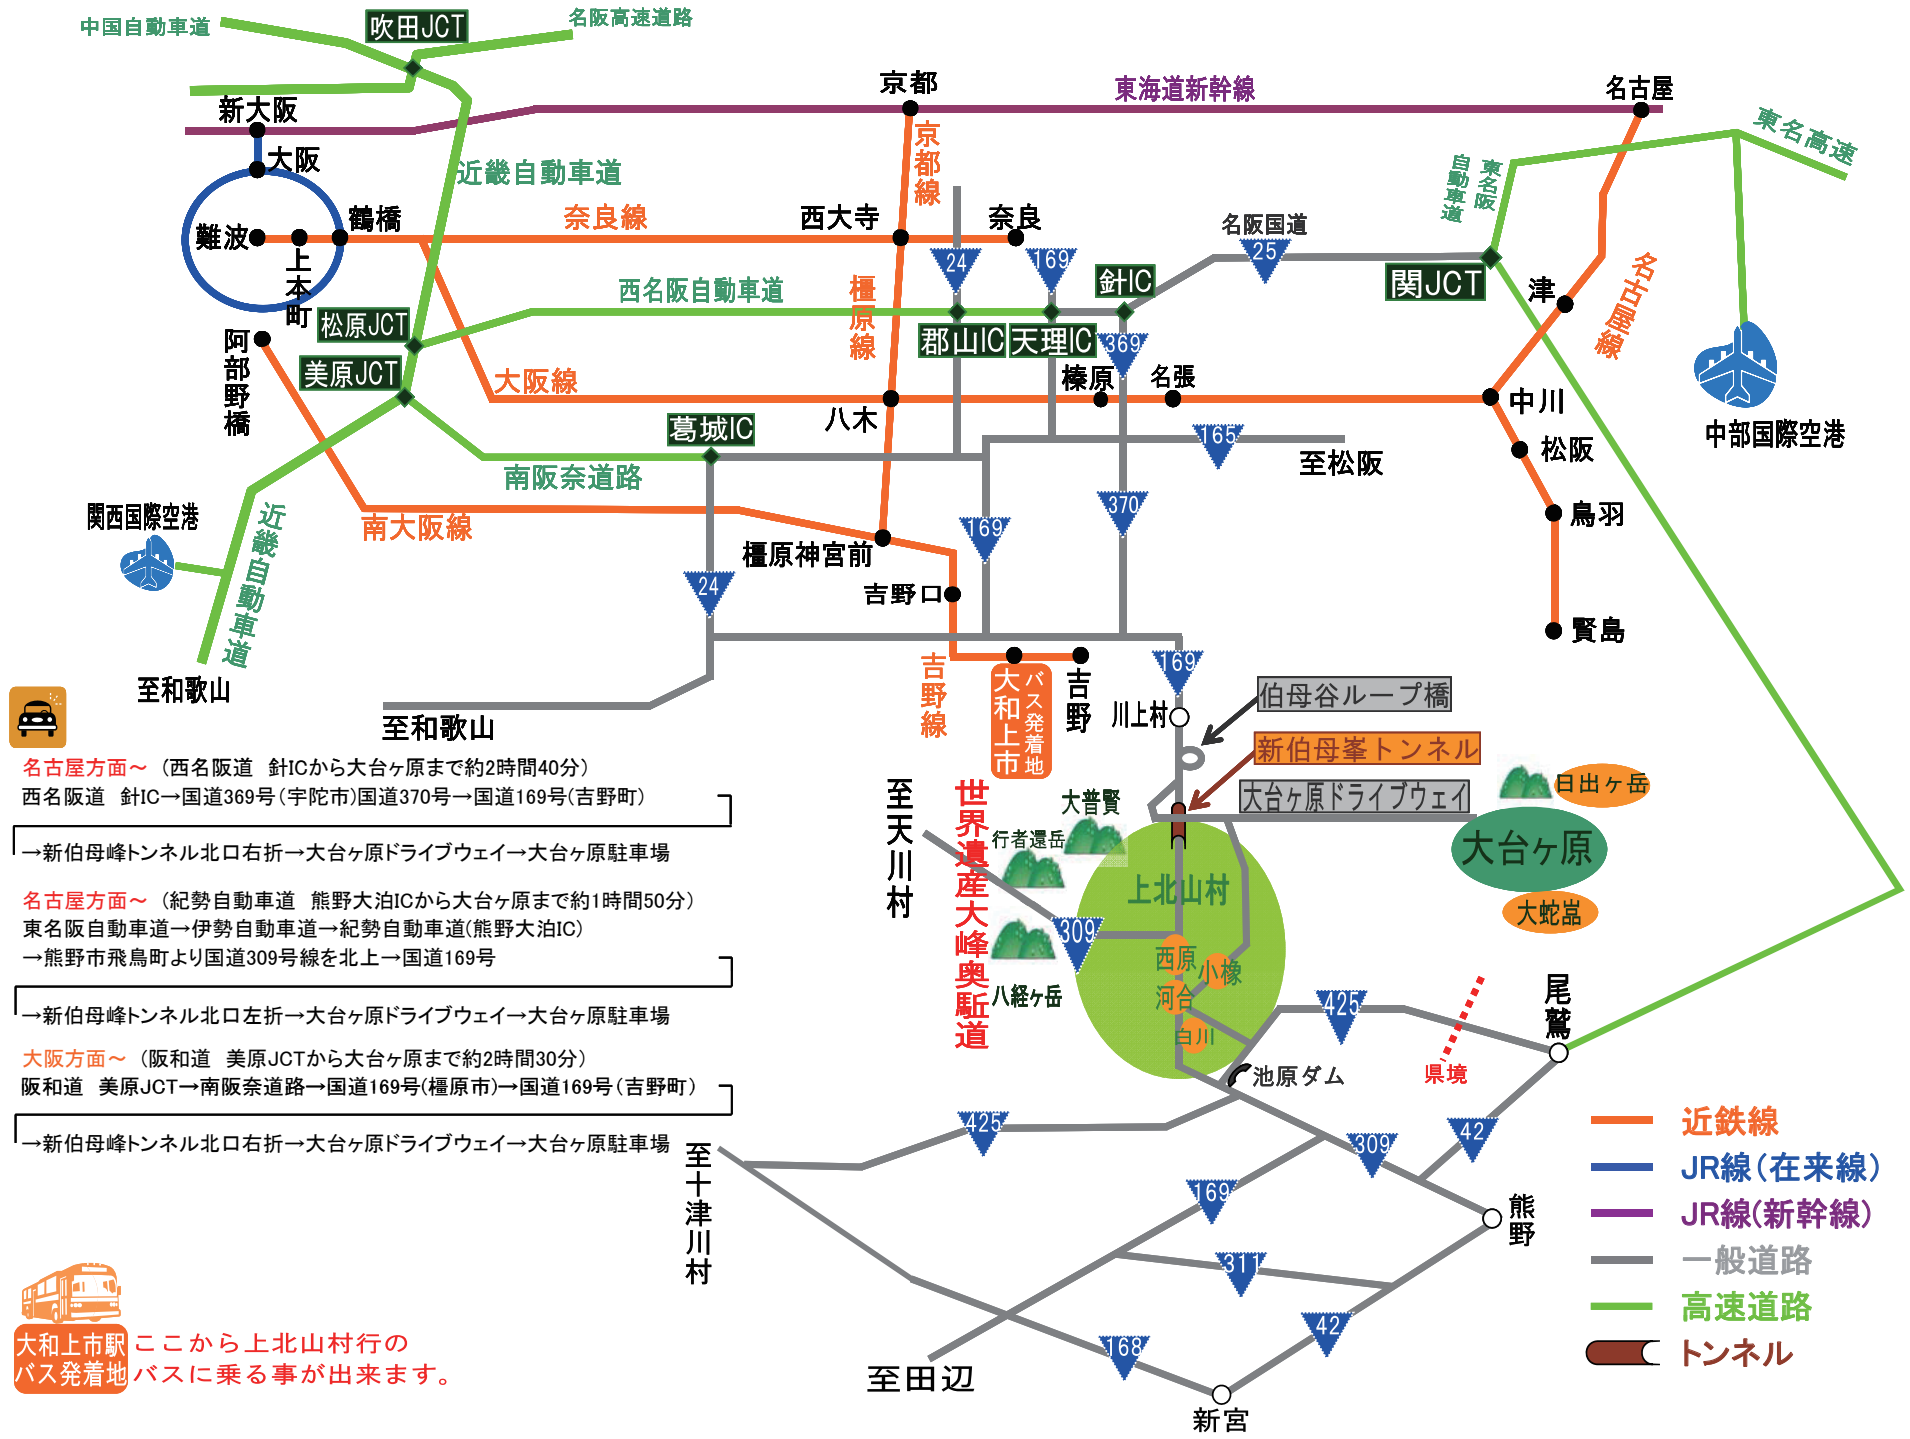 中国自動車道
吹田JCT
名阪高速道路
新大阪
京都
東海道新幹線
名古屋
東名高速
大阪
近畿自動車道
京都線
東名阪
自動車道
難波
上本町
鶴橋
奈良線
西大寺
奈良
名阪国道
25
24
169
針IC
関JCT
津
名古屋線
西名阪自動車道
橿原線
松原JCT
郡山IC
天理IC
369
阿部野橋
美原JCT
大阪線
八木
榛原
名張
中川
中部国際空港
葛城IC
165
至松阪
松阪
南阪奈道路
関西国際空港
近畿自動車道
南大阪線
橿原神宮前
169
370
鳥羽
24
吉野口
賢島
至和歌山
至和歌山
吉野線
大和上市
バス発着地
吉野
169
川上村
伯母谷ループ橋
新伯母峯トンネル
大台ヶ原ドライブウェイ
日出ヶ岳
大台ヶ原
大蛇嵓
名古屋方面～（西名阪道　針ICから大台ヶ原まで約2時間40分）
西名阪道　針IC→国道369号（宇陀市)国道370号→国道169号(吉野町)
→新伯母峰トンネル北口右折→大台ヶ原ドライブウェイ→大台ヶ原駐車場
名古屋方面～（紀勢自動車道　熊野大泊ICから大台ヶ原まで約1時間50分）
東名阪自動車道→伊勢自動車道→紀勢自動車道(熊野大泊IC)
→熊野市飛鳥町より国道309号線を北上→国道169号
→新伯母峰トンネル北口左折→大台ヶ原ドライブウェイ→大台ヶ原駐車場
大阪方面～（阪和道　美原JCTから大台ヶ原まで約2時間30分）
阪和道　美原JCT→南阪奈道路→国道169号(橿原市)→国道169号（吉野町）
→新伯母峰トンネル北口右折→大台ヶ原ドライブウェイ→大台ヶ原駐車場
至天川村
世界遺産大峰奥駈道
大普賢
行者還岳
八経ヶ岳
309
上北山村
西原
小橡
河合
白川
池原ダム
425
県境
尾鷲
425
309
42
至十津川村
169
311
熊野
42
168
至田辺
新宮
近鉄線
JR線（在来線）
JR線(新幹線)
一般道路
高速道路
トンネル
大和上市駅
バス発着地
ここから上北山村行の
バスに乗る事が出来ます。